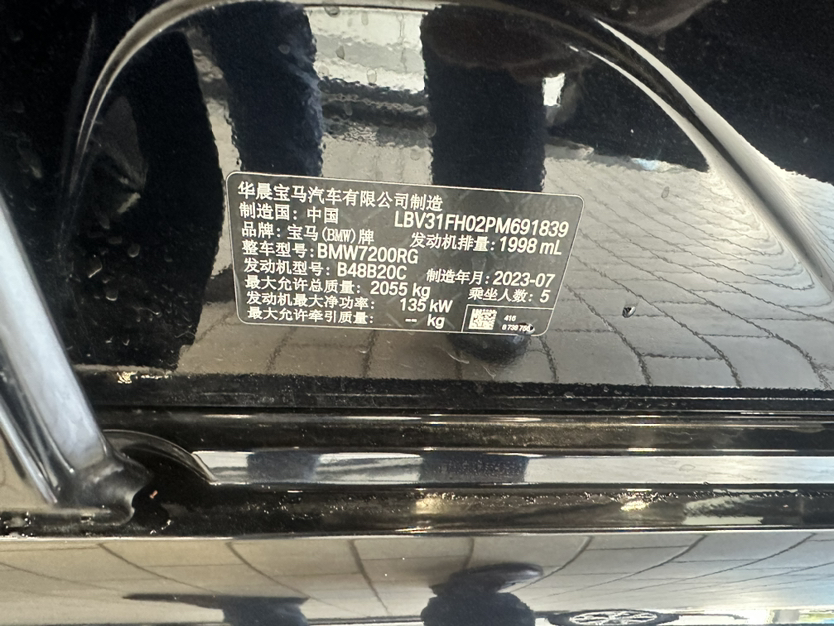 华晨宝马汽车有限公司制造
制造国：中国 LBV31FH02PM691839
品牌：宝马(BMW)牌 发动机排量：1998 mL
整车型号：BMW7200RG
发动机型号：B48B20C 制造年月：2023-07
最大允许总质量： 2055 kg 乘坐人数：5
发动机最大净功率： 135 kW
最大允许牵引质量： -- kg
416